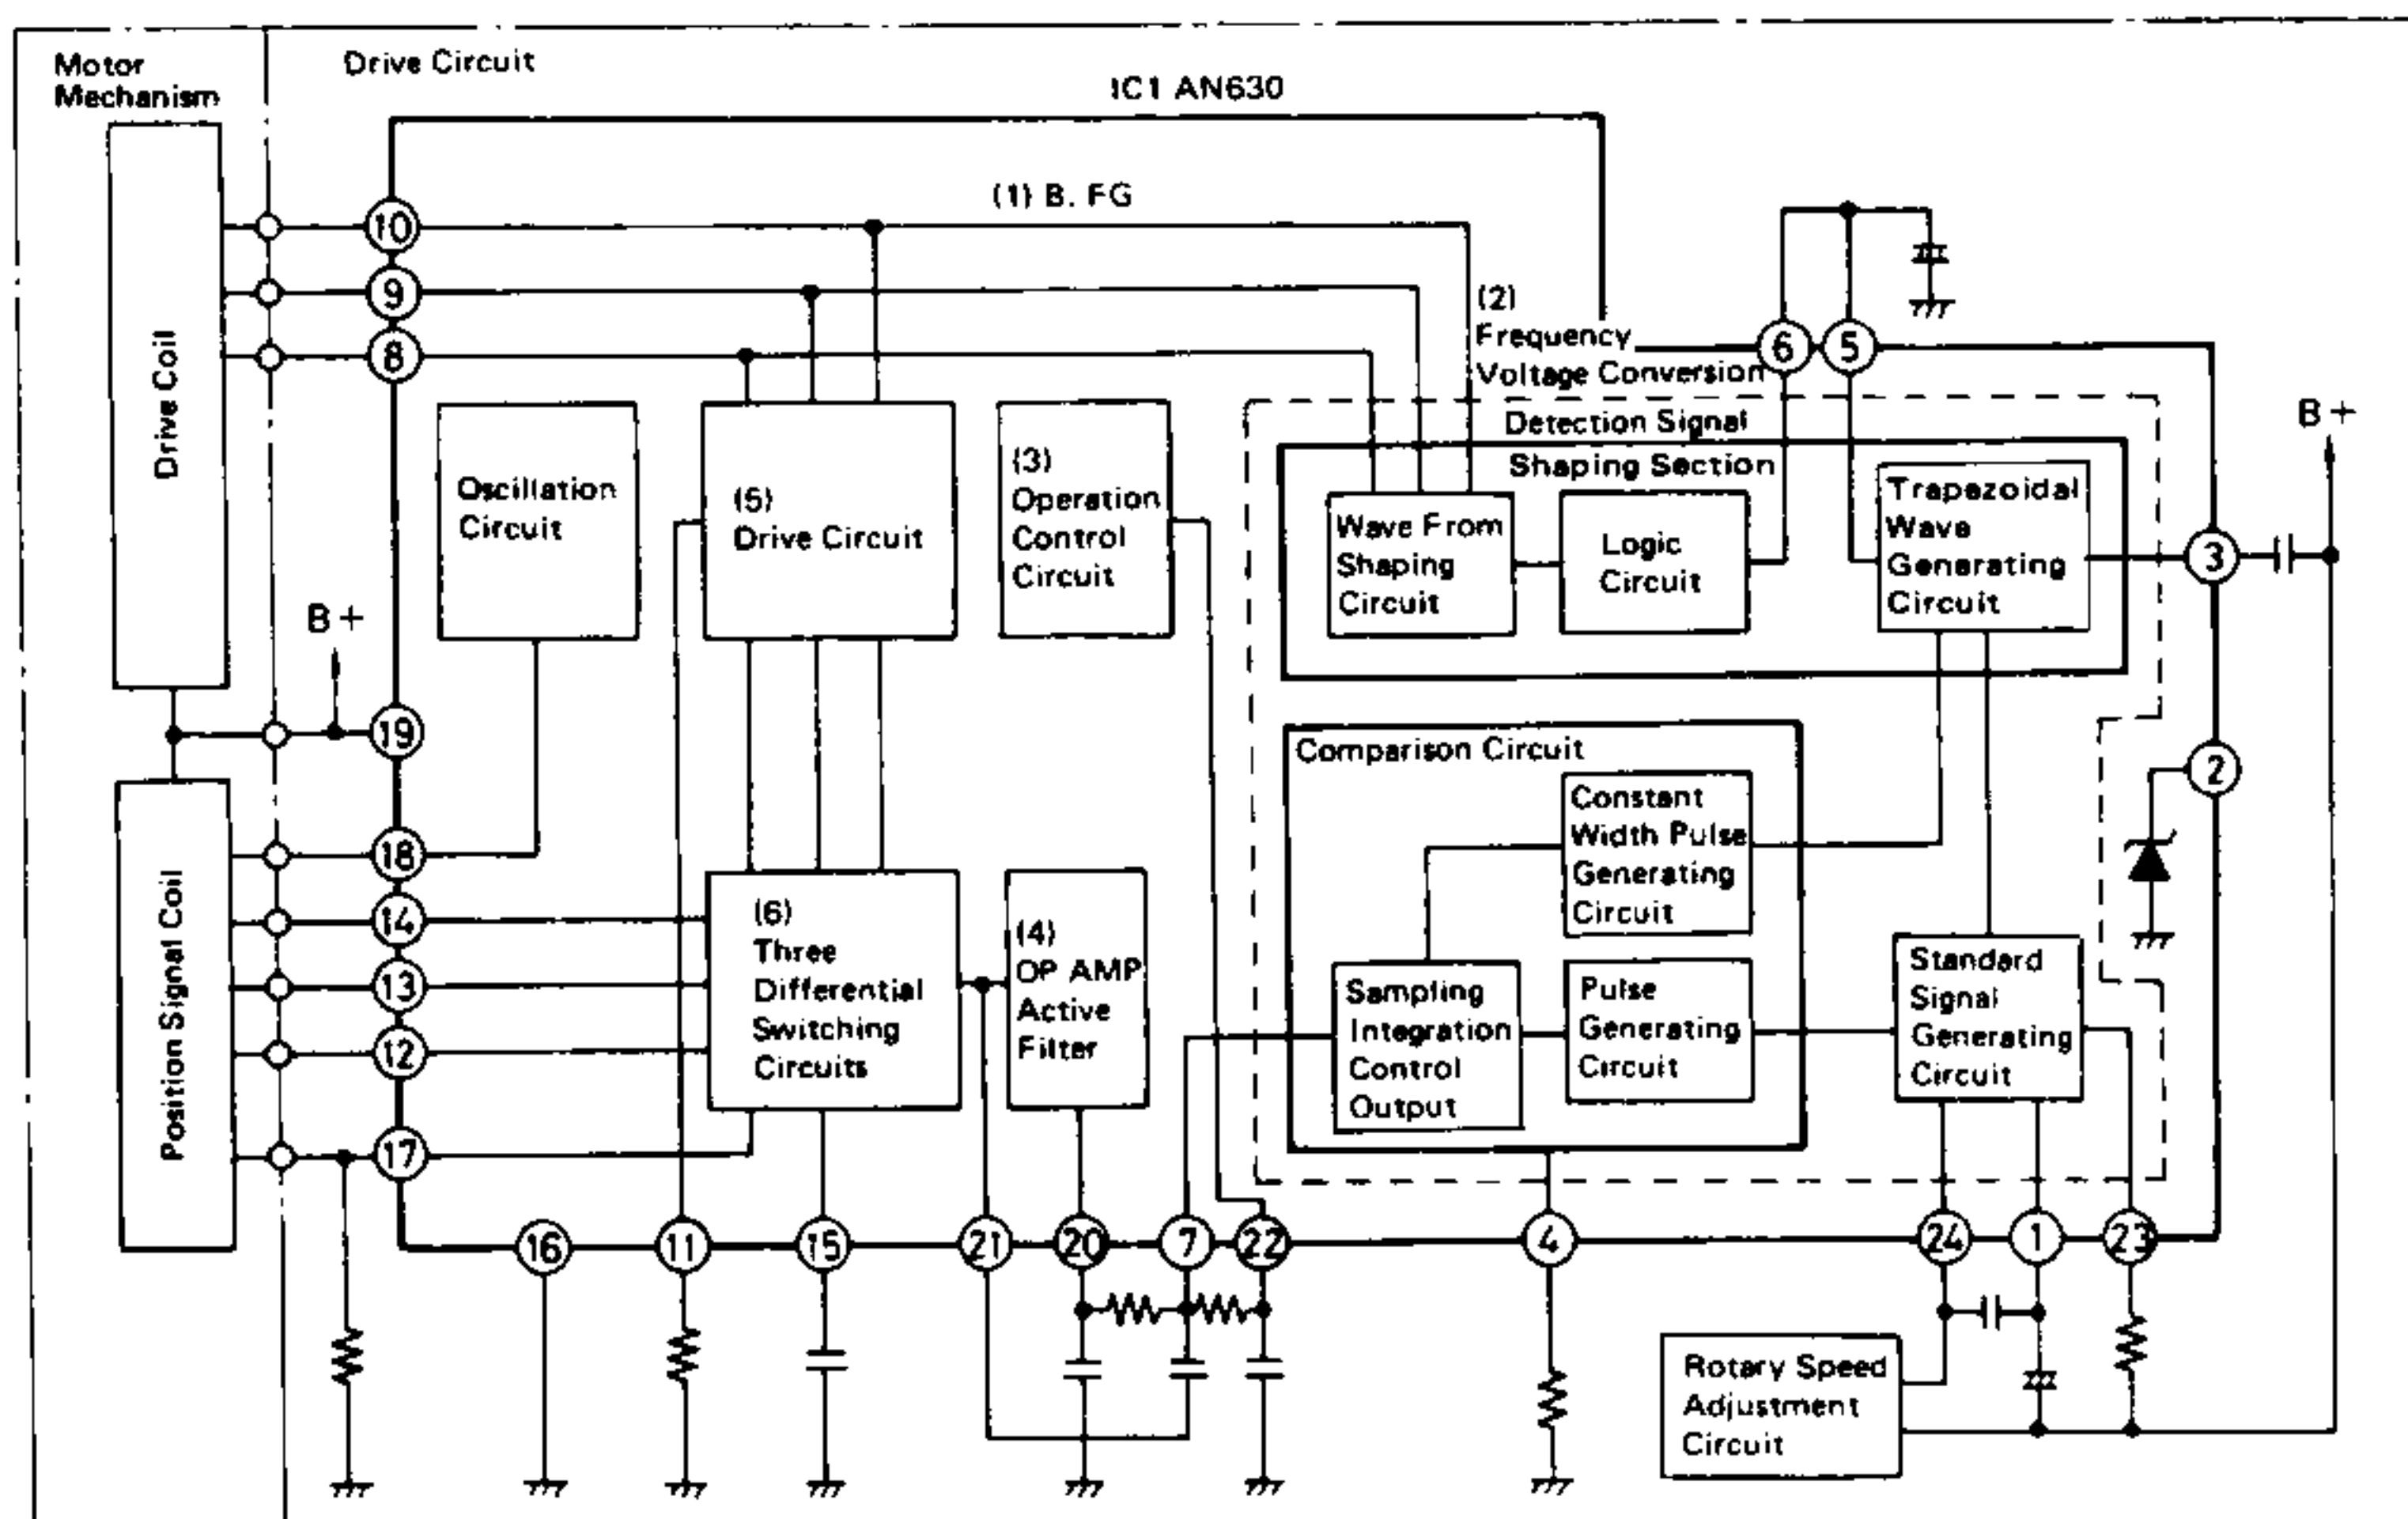 Motor
Mechanism
Drive Circuit
IC1 AN630
(1) B. FG
10
9
8
Drive Coil
(2)
Frequency
Voltage Conversion
6
5
B +
Detection Signal
Shaping Section
Oscillation
Circuit
(5)
Drive Circuit
(3)
Operation
Control
Circuit
Wave From
Shaping
Circuit
Logic
Circuit
Trapezoidal
Wave
Generating
Circuit
3
B +
19
2
Comparison Circuit
Constant
Width Pulse
Generating
Circuit
Position Signal Coil
18
14
13
12
17
(6)
Three
Differential
Switching
Circuits
(4)
OP AMP
Active
Filter
Sampling
Integration
Control
Output
Pulse
Generating
Circuit
Standard
Signal
Generating
Circuit
16
11
15
21
20
7
22
4
24
1
23
Rotary Speed
Adjustment
Circuit